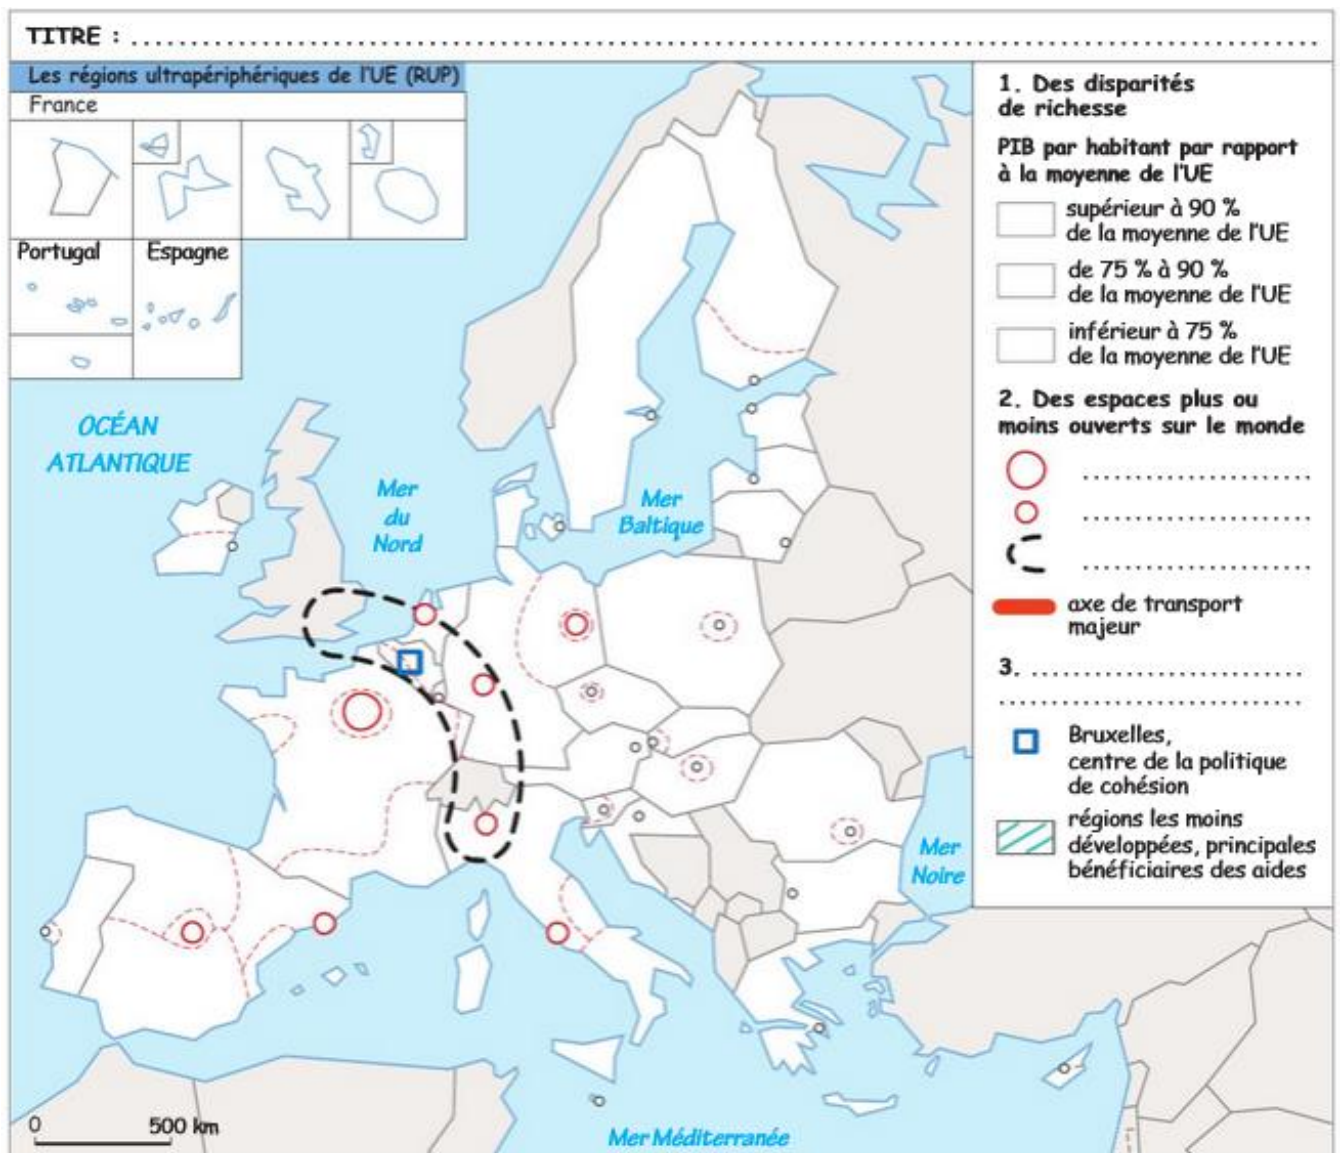 TITRE : ..........................................................................................
Les régions ultrapériphériques de l'UE (RUP)
France
Portugal
Espagne
OCÉAN
ATLANTIQUE
Mer
du
Nord
Mer
Baltique
Mer
Noire
Mer Méditerranée
0 500 km
1. Des disparités
de richesse
PIB par habitant par rapport
à la moyenne de l'UE
supérieur à 90 %
de la moyenne de l'UE
de 75 % à 90 %
de la moyenne de l'UE
inférieur à 75 %
de la moyenne de l'UE
2. Des espaces plus ou
moins ouverts sur le monde
..............................
..............................
..............................
axe de transport
majeur
3. ....................................
........................................
Bruxelles,
centre de la politique
de cohésion
régions les moins
développées, principales
bénéficiaires des aides